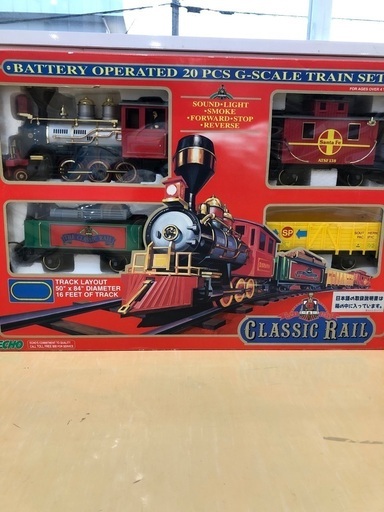 BATTERY OPERATED 20 PCS G-SCALE TRAIN SET
FOR AGES OVER
SOUND•LIGHT
•SMOKE
•FORWARD•STOP
•REVERSE
Santa Fe
SP
TRACK LAYOUT
50" x 84" DIAMETER
16 FEET OF TRACK
日本語の取扱説明書は
箱の中に入っています。
CLASSIC RAIL
ECHO